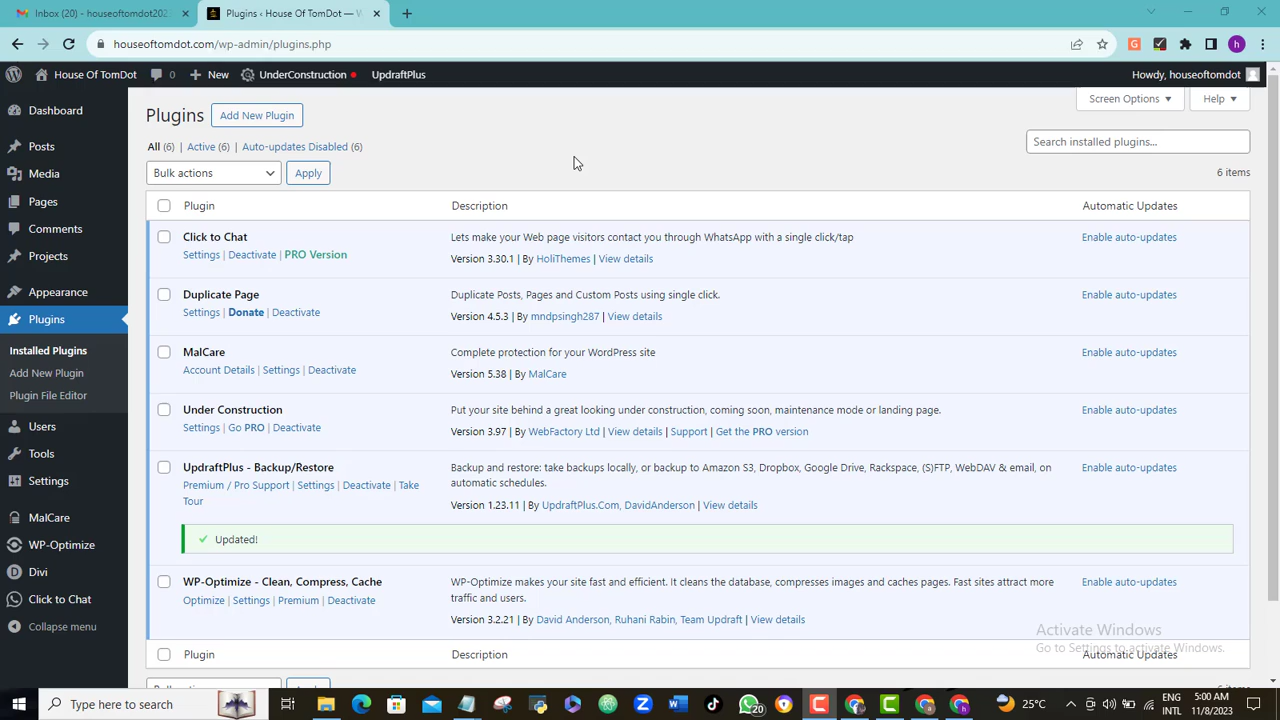 Inbox (20) - houseoftomdot202
Plugins ‹ House Of TomDot — W
houseoftomdot.com/wp-admin/plugins.php
House Of TomDot 0 New UnderConstruction UpdraftPlus Howdy, houseoftomdot
Dashboard
Posts
Media
Pages
Comments
Projects
Appearance
Plugins
Installed Plugins
Add New Plugin
Plugin File Editor
Users
Tools
Settings
MalCare
WP-Optimize
Divi
Click to Chat
Collapse menu
Screen Options Help
Plugins Add New Plugin
All (6) | Active (6) | Auto-updates Disabled (6)
Search installed plugins...
Bulk actions Apply 6 items
Plugin Description Automatic Updates
Click to Chat Lets make your Web page visitors contact you through WhatsApp with a single click/tap Enable auto-updates
Settings | Deactivate | PRO Version
Version 3.30.1 | By HoliThemes | View details
Duplicate Page Duplicate Posts, Pages and Custom Posts using single click. Enable auto-updates
Settings | Donate | Deactivate
Version 4.5.3 | By mndpsingh287 | View details
MalCare Complete protection for your WordPress site Enable auto-updates
Account Details | Settings | Deactivate
Version 5.38 | By MalCare
Under Construction Put your site behind a great looking under construction, coming soon, maintenance mode or landing page. Enable auto-updates
Settings | Go PRO | Deactivate
Version 3.97 | By WebFactory Ltd | View details | Support | Get the PRO version
UpdraftPlus - Backup/Restore Backup and restore: take backups locally, or backup to Amazon S3, Dropbox, Google Drive, Rackspace, (S)FTP, WebDAV & email, on Enable auto-updates
automatic schedules.
Premium / Pro Support | Settings | Deactivate | Take
Tour
Version 1.23.11 | By UpdraftPlus.Com, DavidAnderson | View details
Updated!
WP-Optimize - Clean, Compress, Cache WP-Optimize makes your site fast and efficient. It cleans the database, compresses images and caches pages. Fast sites attract more Enable auto-updates
traffic and users.
Optimize | Settings | Premium | Deactivate
Version 3.2.21 | By David Anderson, Ruhani Rabin, Team Updraft | View details
Activate Windows
Go to Settings to activate Windows.
Plugin Description Automatic Updates
Type here to search 20 25°C ENG 5:00 AM
INTL 11/8/2023